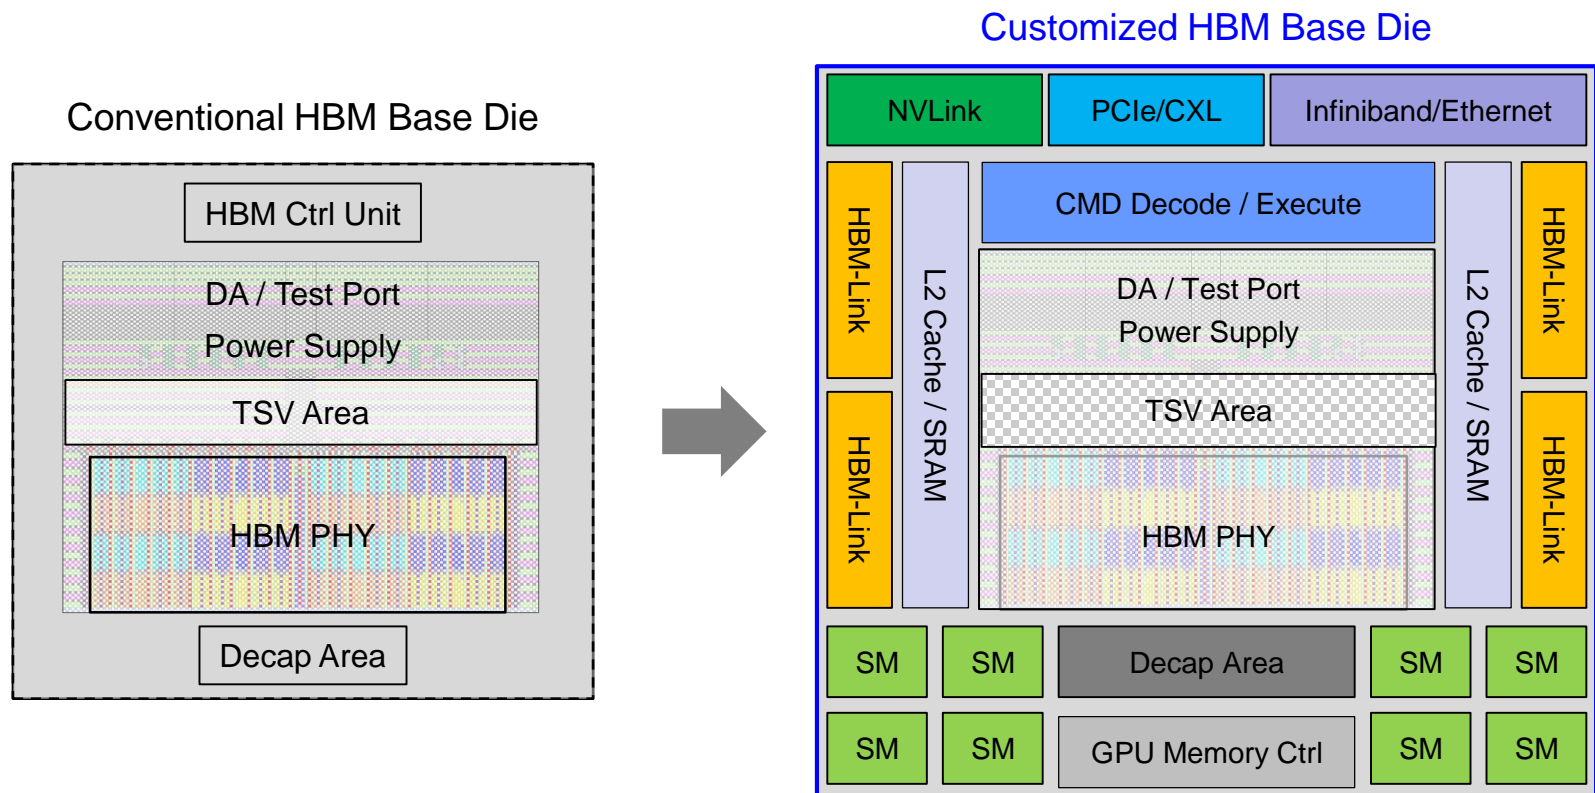 Customized HBM Base Die
Conventional HBM Base Die
HBM Ctrl Unit
DA / Test Port
Power Supply
TSV Area
HBM PHY
Decap Area
NVLink
PCIe/CXL
Infiniband/Ethernet
HBM-Link
HBM-Link
L2 Cache / SRAM
CMD Decode / Execute
DA / Test Port
Power Supply
TSV Area
HBM PHY
L2 Cache / SRAM
HBM-Link
HBM-Link
SM
SM
Decap Area
SM
SM
SM
SM
GPU Memory Ctrl
SM
SM